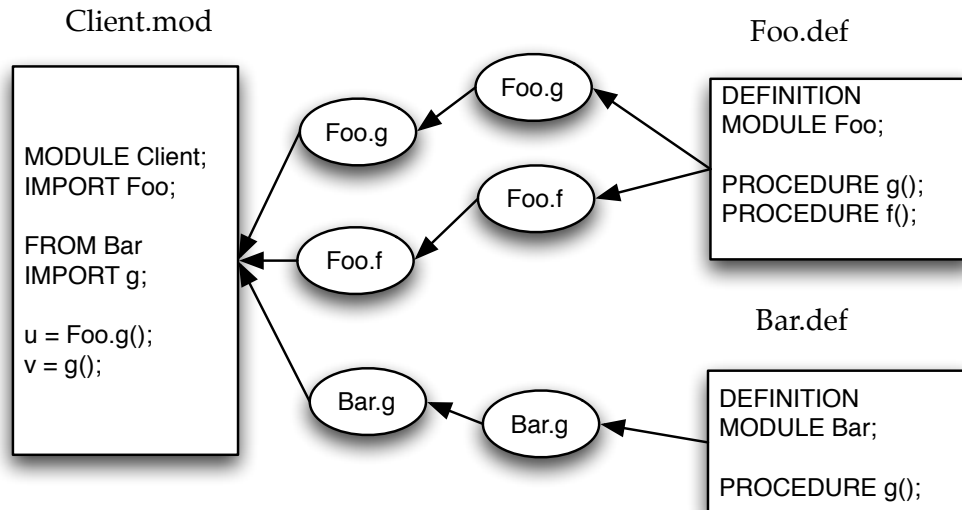 Client.mod
MODULE Client;
IMPORT Foo;
FROM Bar
IMPORT g;
u = Foo.g();
v = g();
Foo.g
Foo.g
Foo.f
Foo.f
Bar.g
Bar.g
Foo.def
DEFINITION
MODULE Foo;
PROCEDURE g();
PROCEDURE f();
Bar.def
DEFINITION
MODULE Bar;
PROCEDURE g();